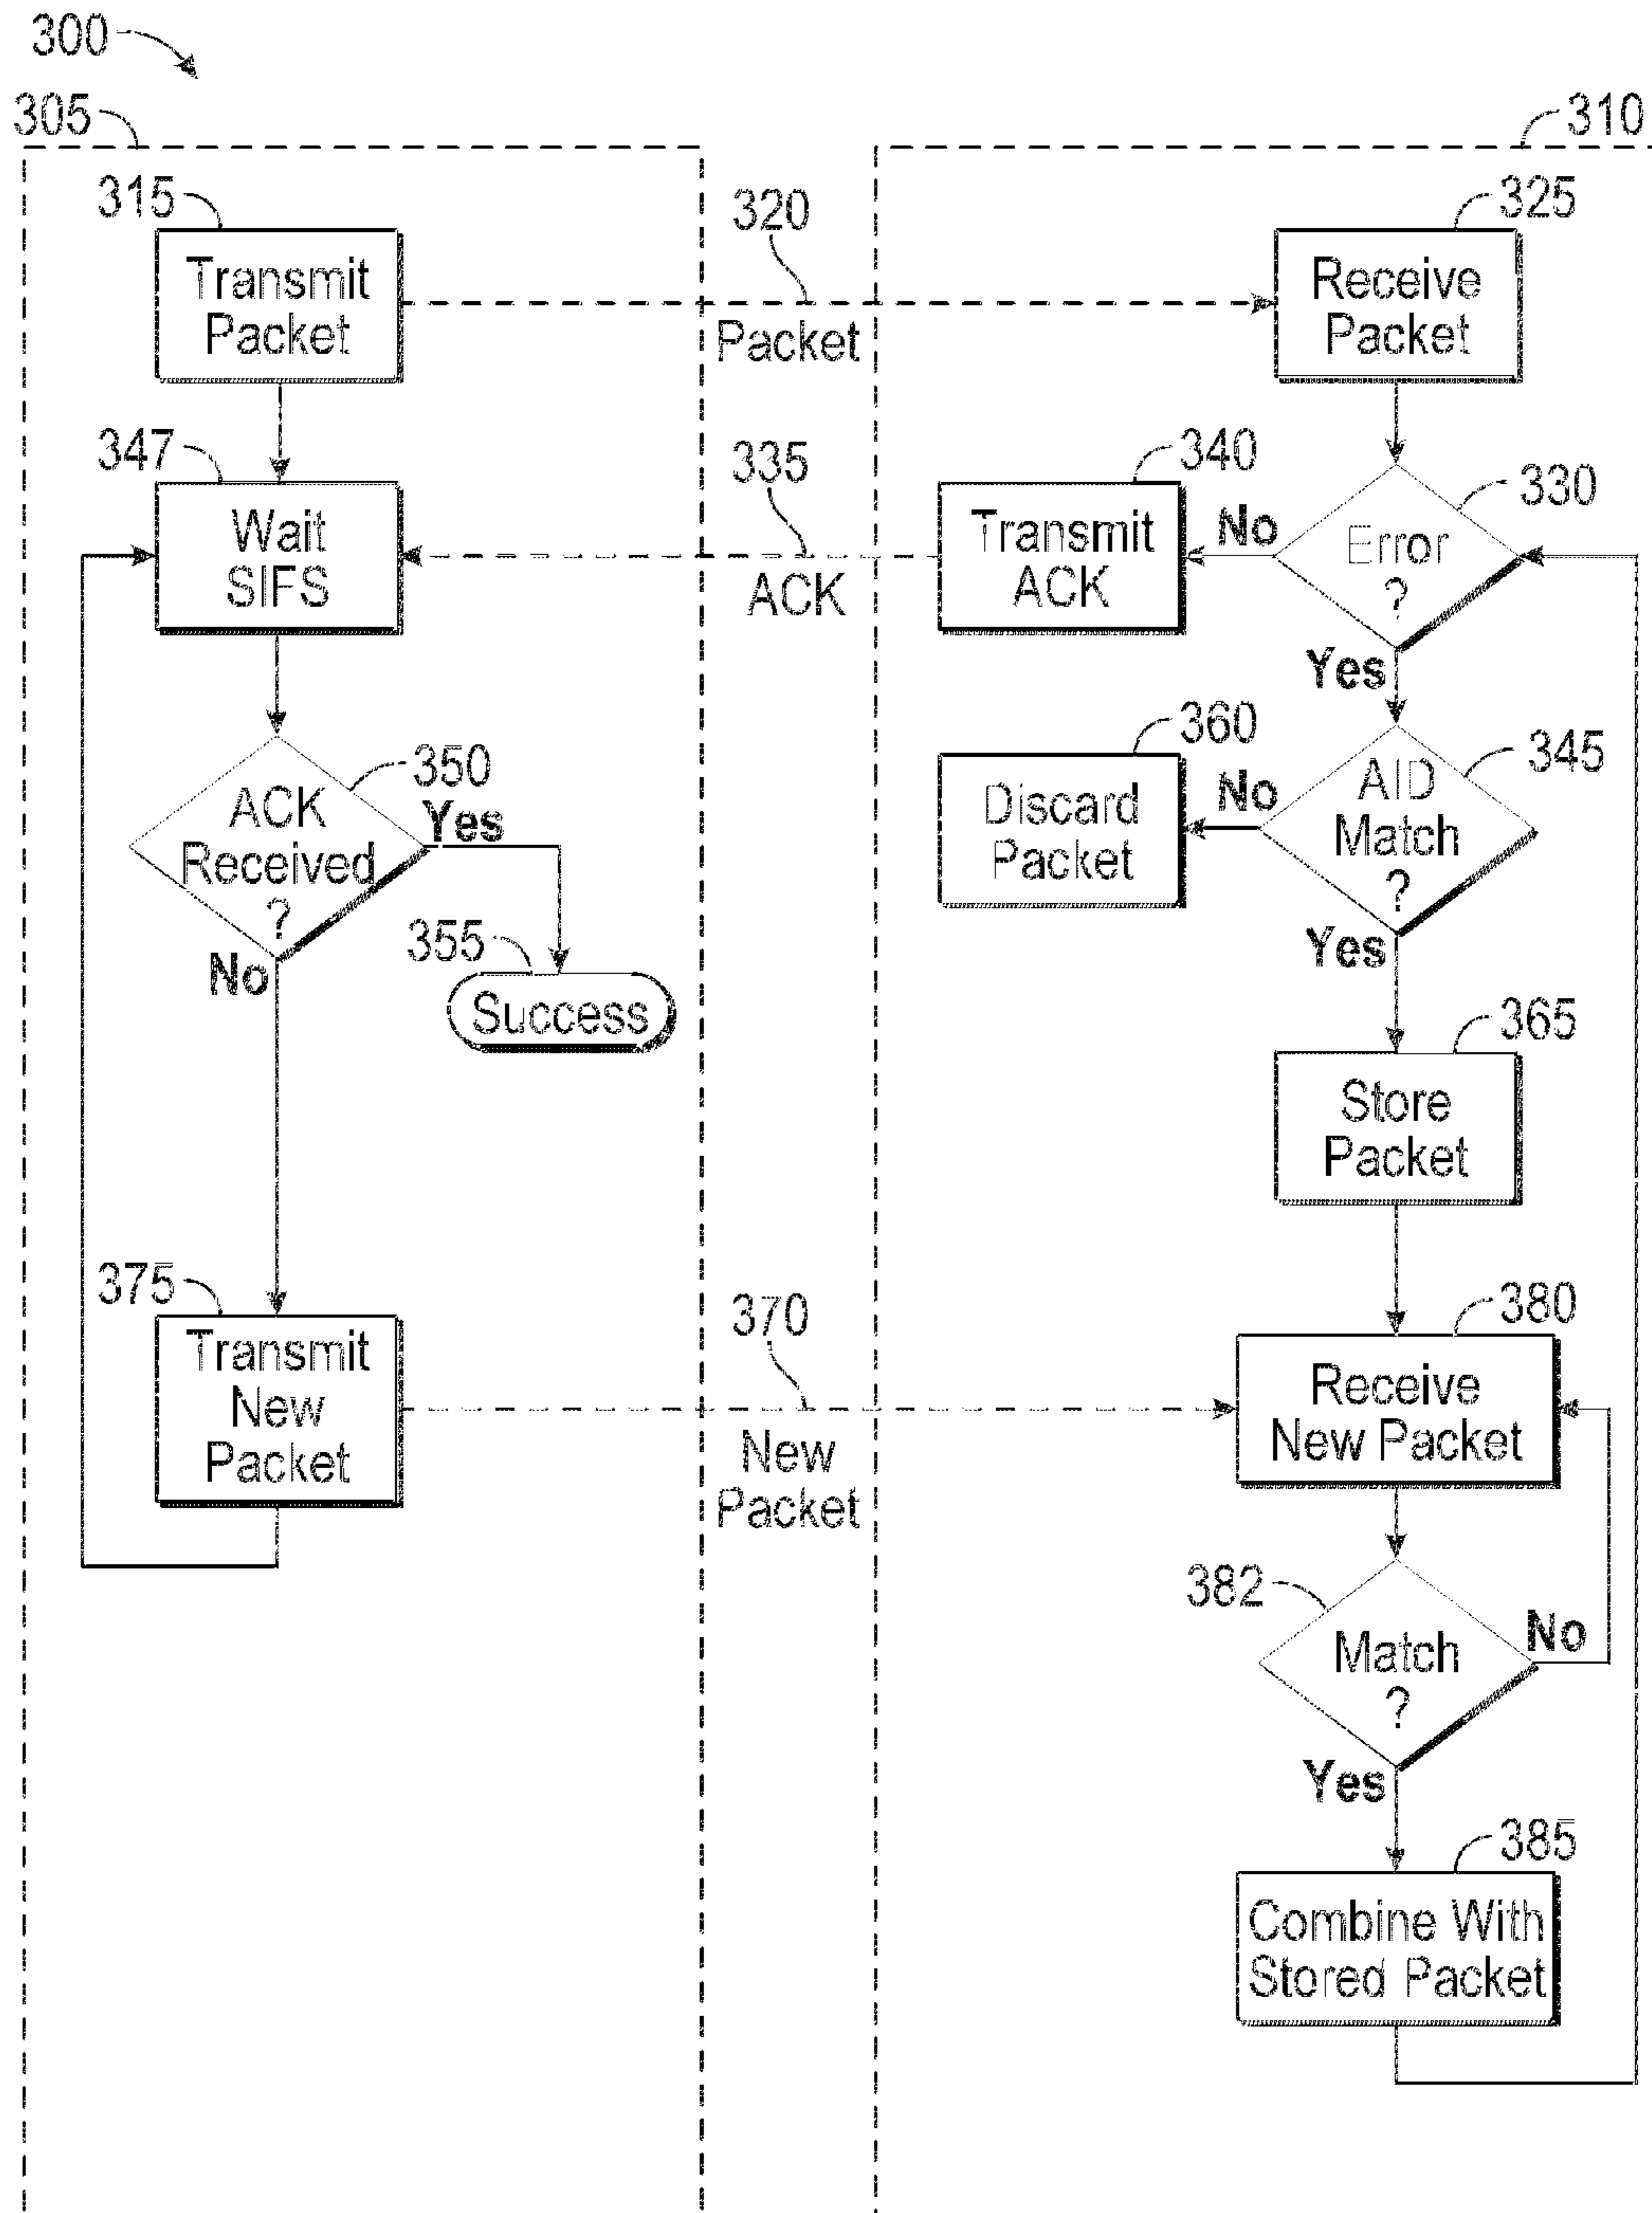 300
305
310
315
320
325
Transmit
Packet
Packet
Receive
Packet
347
335
340
330
Wait
SIFS
ACK
Transmit
ACK
No
Error
?
Yes
350
ACK
Received
?
Yes
No
355
Success
360
Discard
Packet
No
345
AID
Match
?
Yes
365
Store
Packet
375
Transmit
New
Packet
370
New
Packet
380
Receive
New Packet
382
Match
?
No
Yes
385
Combine With
Stored Packet